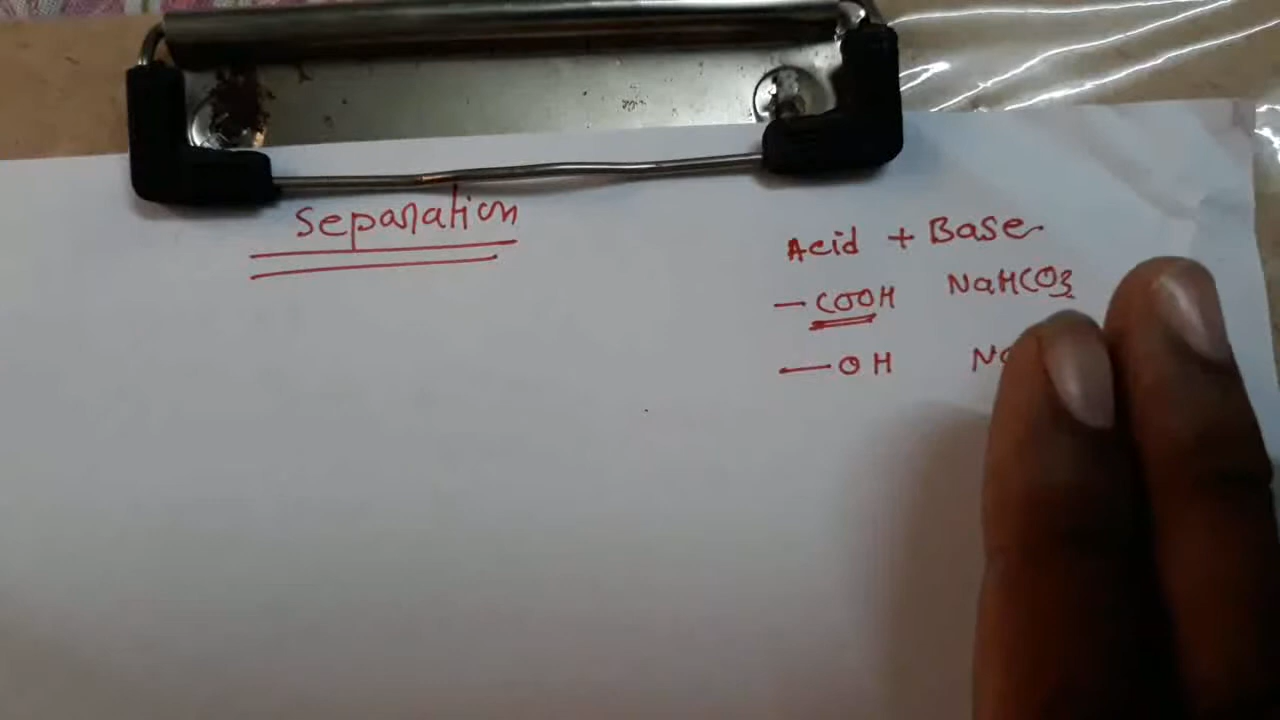 Separation
Acid + Base
— COOH NaHCO3
— OH